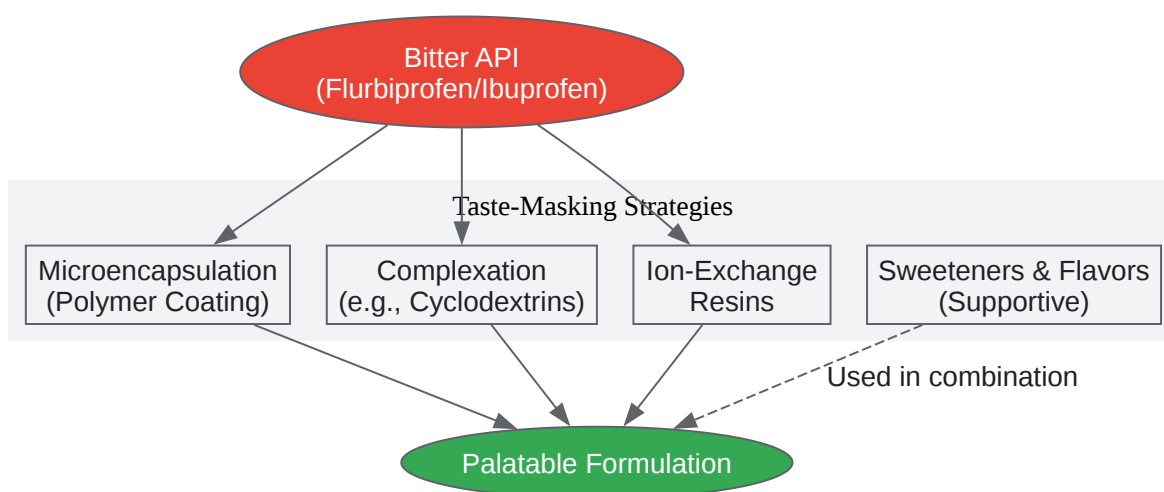 Bitter API
(Flurbiprofen/Ibuprofen)
Taste-Masking Strategies
Microencapsulation
(Polymer Coating)
Complexation
(e.g., Cyclodextrins)
Ion-Exchange
Resins
Sweeteners & Flavors
(Supportive)
Used in combination
Palatable Formulation